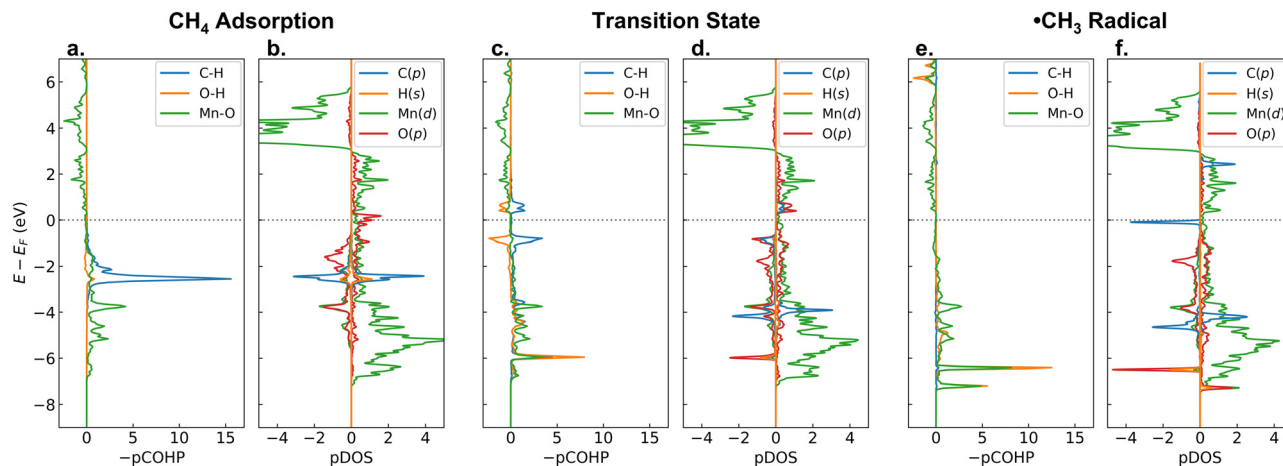 CH₄ Adsorption
Transition State
•CH₃ Radical
a.
b.
c.
d.
e.
f.
E − E_F (eV)
6
4
2
0
−2
−4
−6
−8
C-H
O-H
Mn-O
C(p)
H(s)
Mn(d)
O(p)
C-H
O-H
Mn-O
C(p)
H(s)
Mn(d)
O(p)
C-H
O-H
Mn-O
C(p)
H(s)
Mn(d)
O(p)
0 5 10 15
−4 −2 0 2 4
0 5 10 15
−4 −2 0 2 4
0 5 10 15
−4 −2 0 2 4
−pCOHP
pDOS
−pCOHP
pDOS
−pCOHP
pDOS